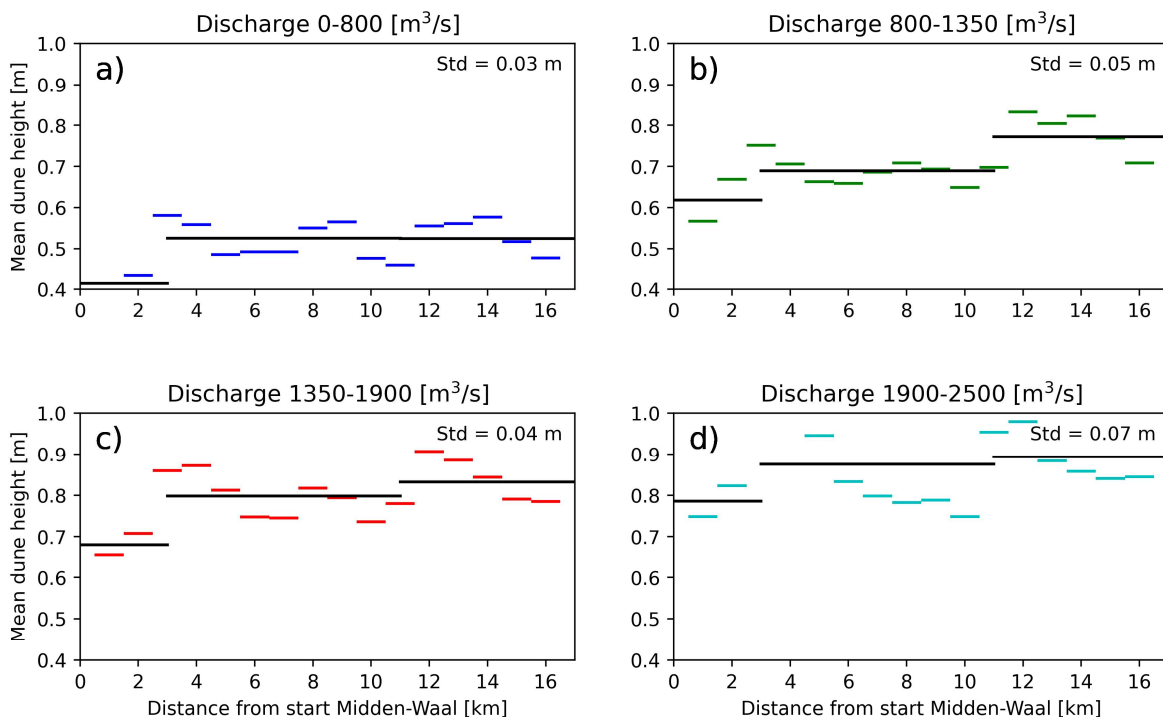 Discharge 0-800 [m³/s]
a)
Std = 0.03 m
Mean dune height [m]
1.0
0.9
0.8
0.7
0.6
0.5
0.4
0 2 4 6 8 10 12 14 16
Discharge 800-1350 [m³/s]
b)
Std = 0.05 m
1.0
0.9
0.8
0.7
0.6
0.5
0.4
0 2 4 6 8 10 12 14 16
Discharge 1350-1900 [m³/s]
c)
Std = 0.04 m
Mean dune height [m]
1.0
0.9
0.8
0.7
0.6
0.5
0.4
0 2 4 6 8 10 12 14 16
Distance from start Midden-Waal [km]
Discharge 1900-2500 [m³/s]
d)
Std = 0.07 m
1.0
0.9
0.8
0.7
0.6
0.5
0.4
0 2 4 6 8 10 12 14 16
Distance from start Midden-Waal [km]